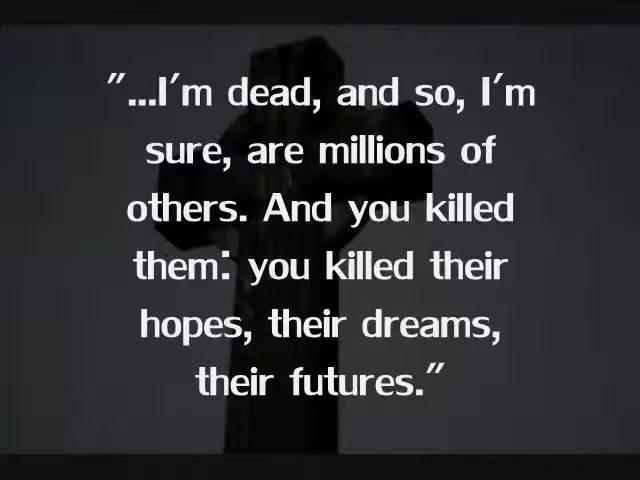 "...I'm dead, and so, I'm
sure, are millions of
others. And you killed
them: you killed their
hopes, their dreams,
their futures."